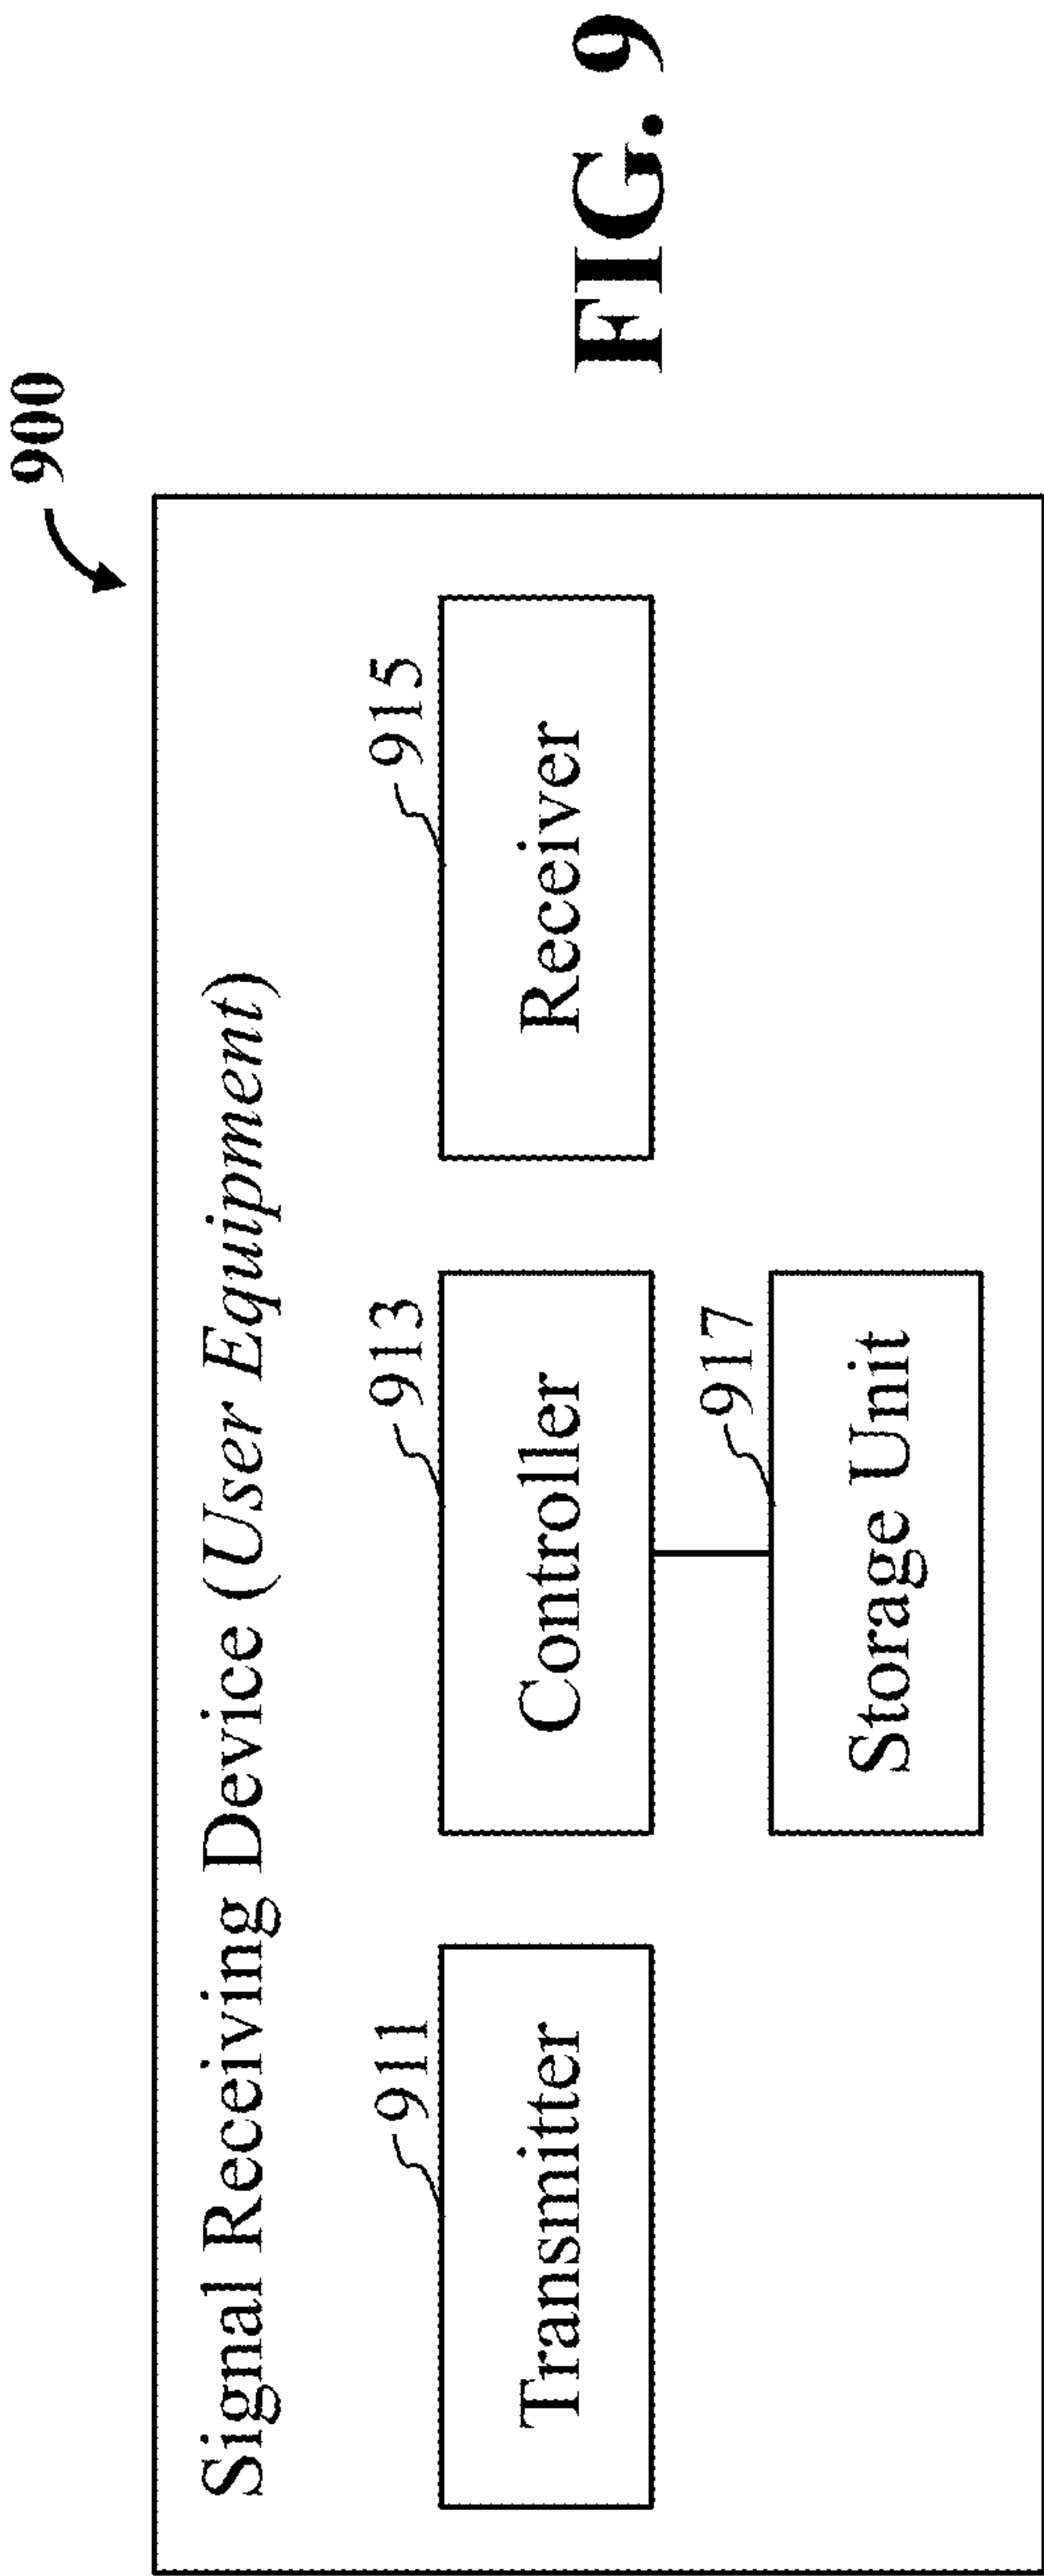 900
Signal Receiving Device (User Equipment)
911
913
915
Transmitter
Controller
Receiver
917
Storage Unit
FIG. 9